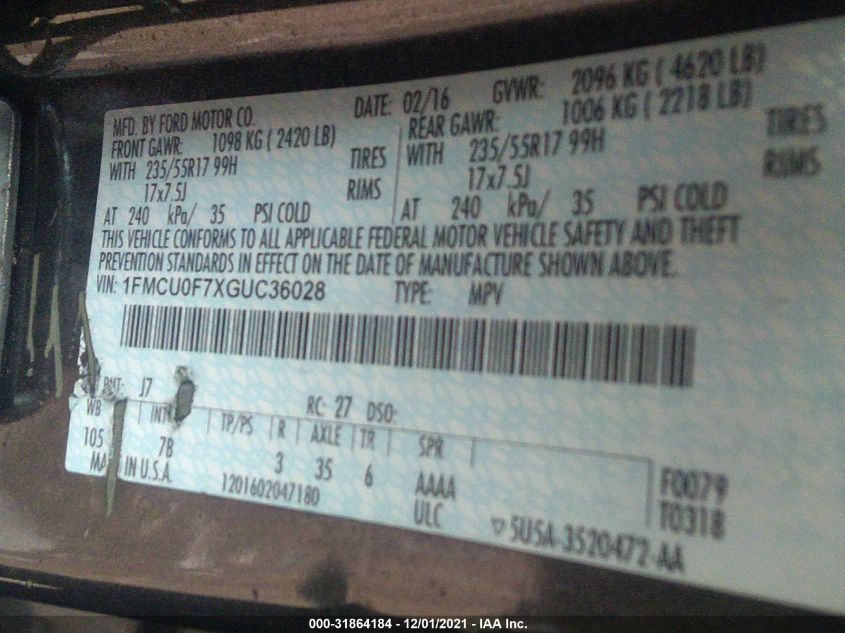 MFD. BY FORD MOTOR CO.
DATE: 02/16 GVWR: 2096 KG ( 4620 LB)
FRONT GAWR: 1098 KG ( 2420 LB)
REAR GAWR: 1006 KG ( 2218 LB)
WITH 235/55R17 99H TIRES
WITH 235/55R17 99H TIRES
17x7.5J RIMS
17x7.5J RIMS
AT 240 kPa/ 35 PSI COLD
AT 240 kPa/ 35 PSI COLD
THIS VEHICLE CONFORMS TO ALL APPLICABLE FEDERAL MOTOR VEHICLE SAFETY AND THEFT
PREVENTION STANDARDS IN EFFECT ON THE DATE OF MANUFACTURE SHOWN ABOVE.
VIN: 1FMCU0F7XGUC36028 TYPE: MPV
PNT: J7
RC: 27 DSO:
WB INT TP/PS R AXLE TR SPR
105 7B 3 35 6 AAAA F0079
MA IN U.S.A. 1201602047180 ULC T0318
5U5A-3520472-AA
000-31864184 - 12/01/2021 - IAA Inc.